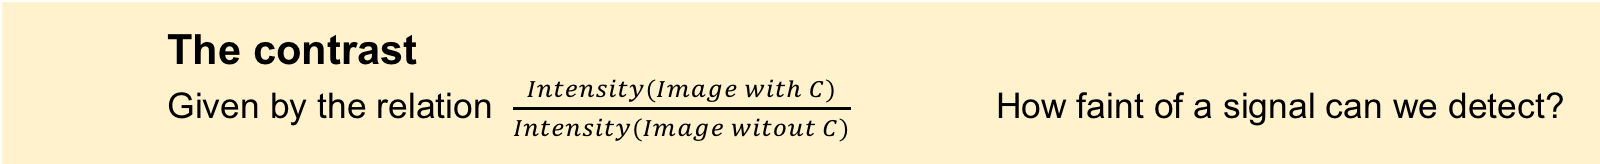 The contrast
Given by the relation Intensity(Image with C) / Intensity(Image witout C) How faint of a signal can we detect?